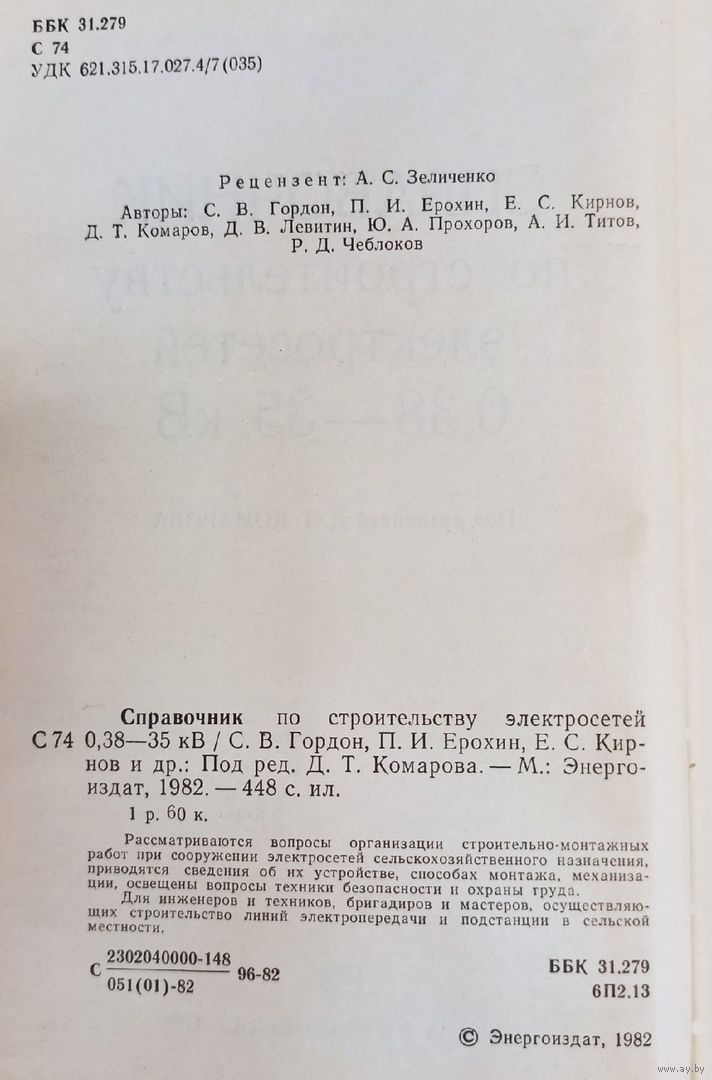 ББК 31.279
С 74
УДК 621.315.17.027.4/7(035)
Рецензент: А. С. Зеличенко
Авторы: С. В. Гордон, П. И. Ерохин, Е. С. Кирнов,
Д. Т. Комаров, Д. В. Левитин, Ю. А. Прохоров, А. И. Титов,
Р. Д. Чеблоков
Справочник по строительству электросетей
С 74 0,38—35 кВ / С. В. Гордон, П. И. Ерохин, Е. С. Кир-
нов и др.: Под ред. Д. Т. Комарова. — М.: Энерго-
издат, 1982. — 448 с. ил.
1 р. 60 к.
Рассматриваются вопросы организации строительно-монтажных
работ при сооружении электросетей сельскохозяйственного назначения,
приводятся сведения об их устройстве, способах монтажа, механиза-
ции, освещены вопросы техники безопасности и охраны груда.
Для инженеров и техников, бригадиров и мастеров, осуществляю-
щих строительство линий электропередачи и подстанции в сельской
местности.
С 2302040000-148
051(01)-82 96-82
ББК 31.279
6П2.13
© Энергоиздат, 1982
www.ay.by